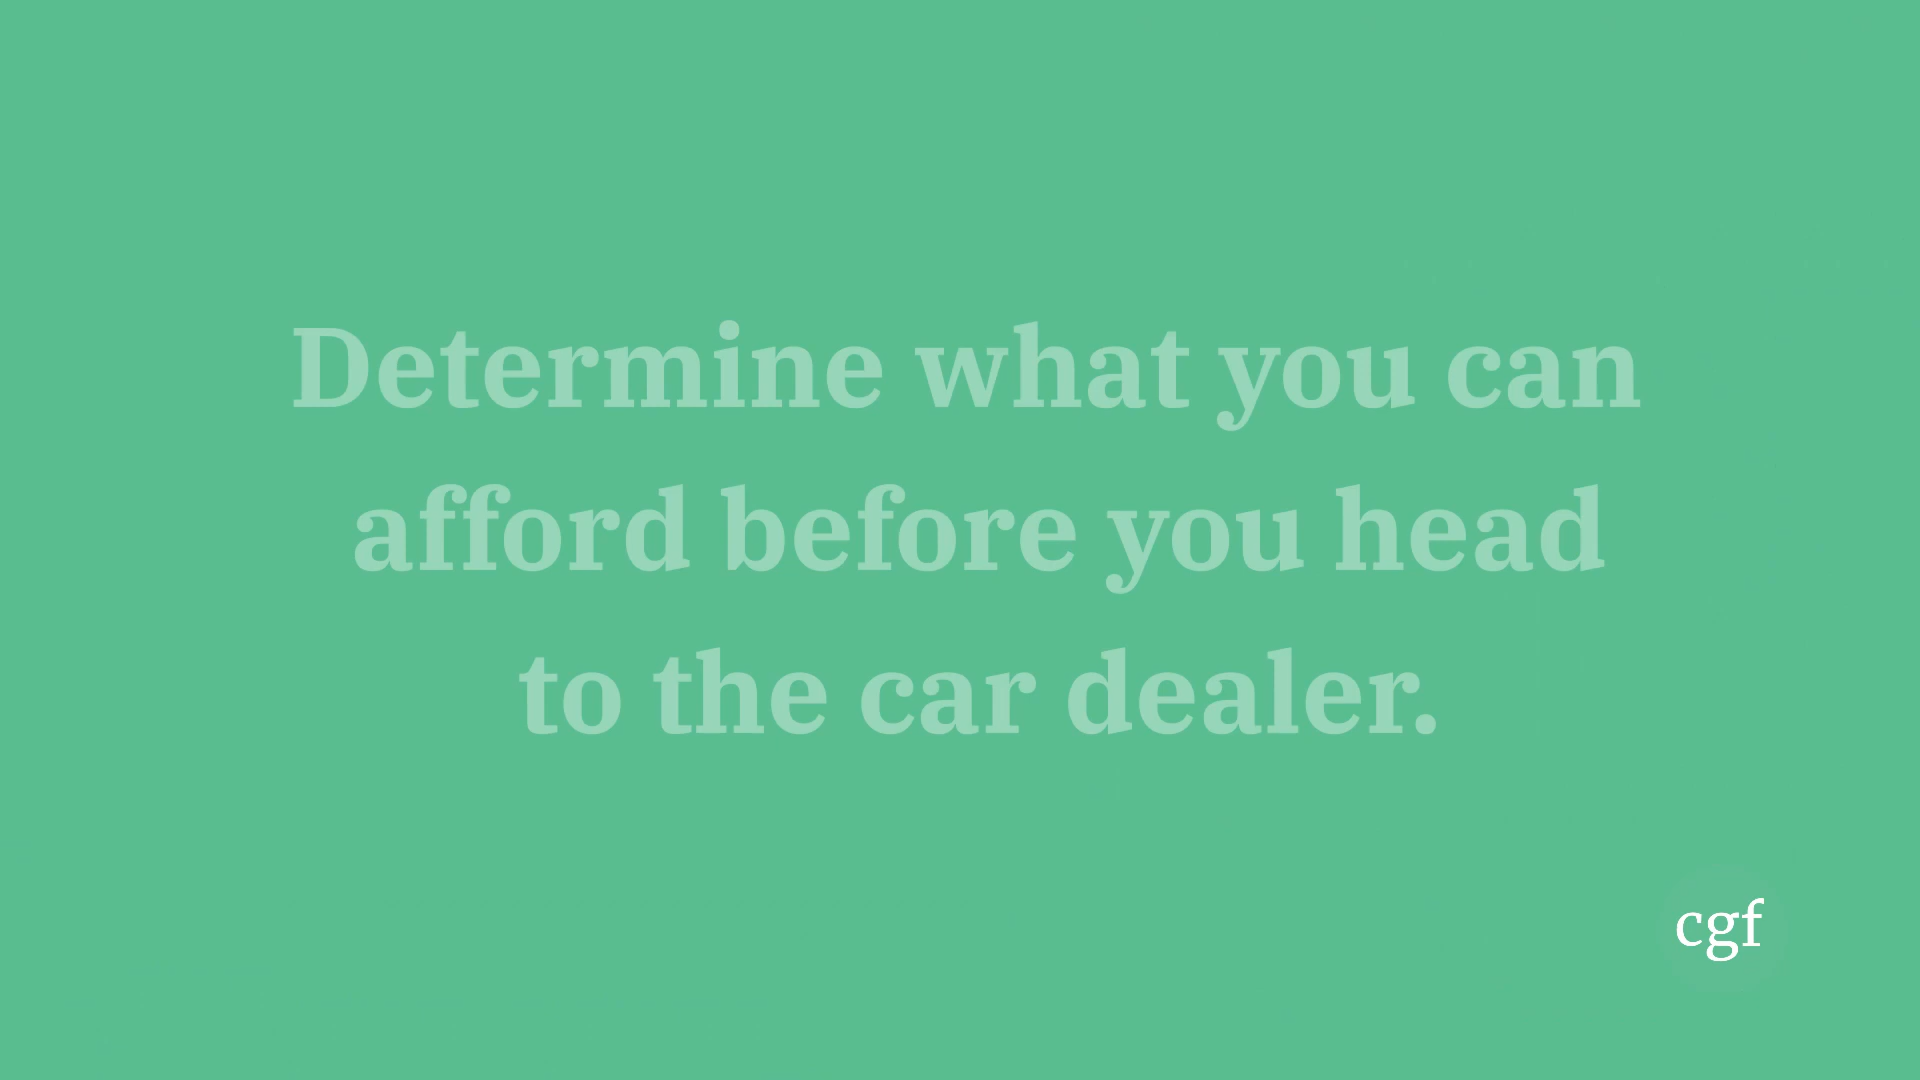 Determine what you can
afford before you head
to the car dealer.
cgf